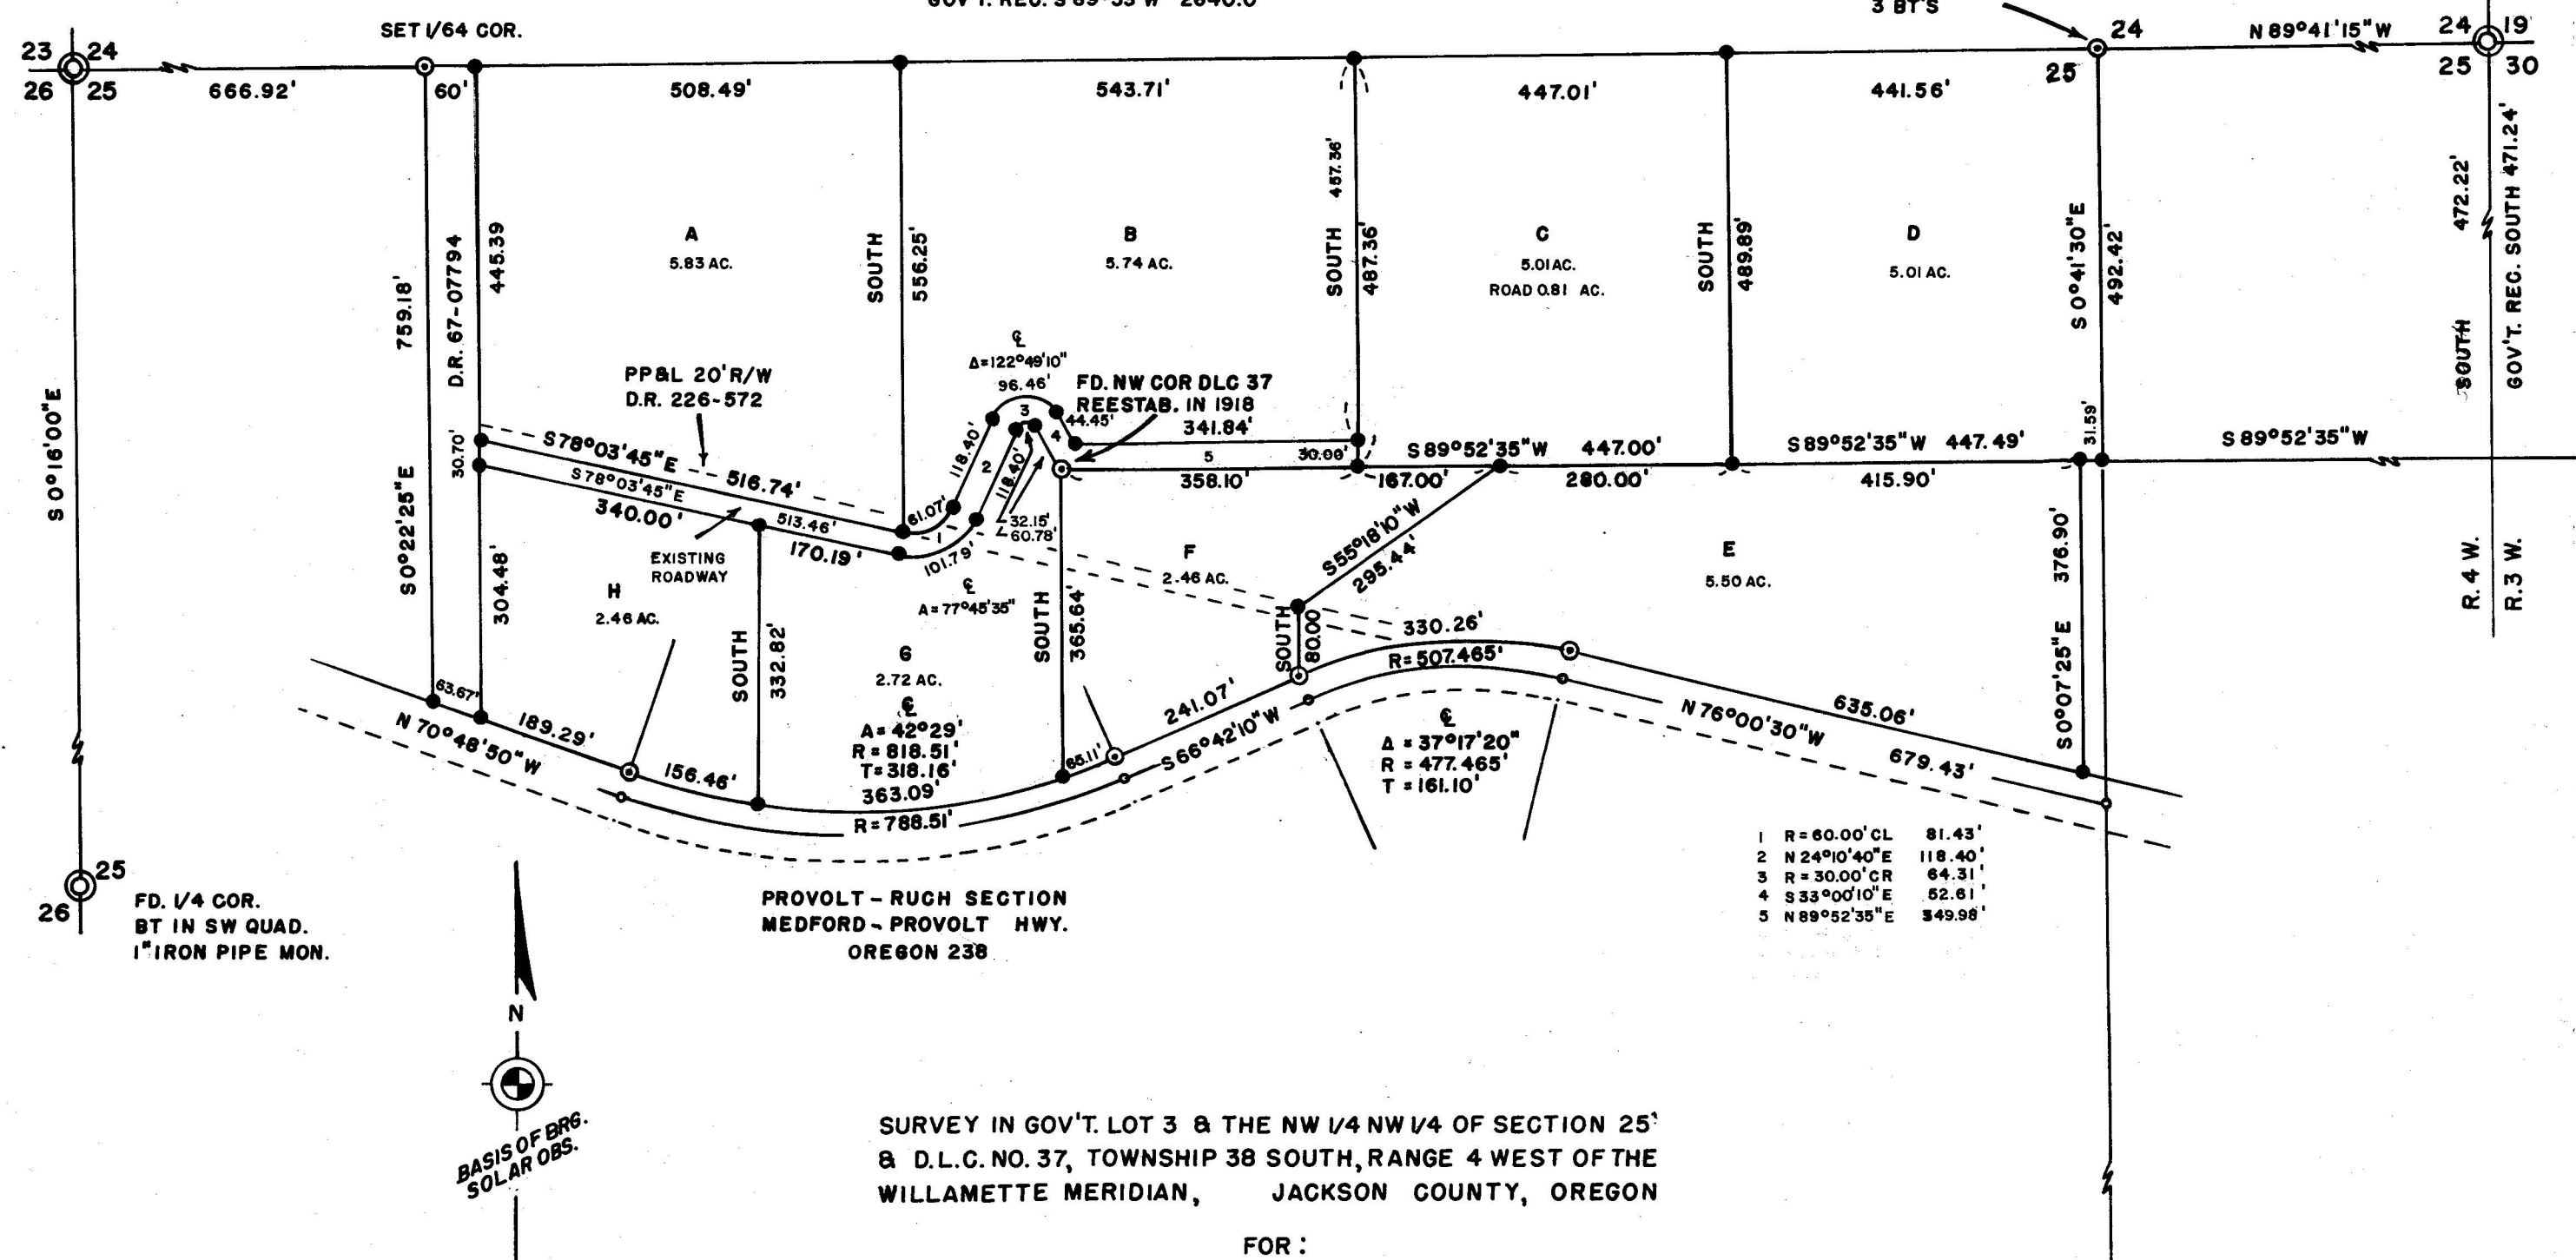 GOV'T. REC. S 89°53'W 2640.0
3 BT'S
SET 1/64 COR.
23 24
26 25
24
25
N 89°41'15"W
24 19
25 30
666.92'
60'
508.49'
543.71'
447.01'
441.56'
S 0°16'00"E
759.18'
S 0°22'25"E
D.R. 67-07794
445.39
30.70'
304.48'
A
5.83 AC.
SOUTH
556.25'
B
5.74 AC.
457.36'
SOUTH
487.36'
C
5.01 AC.
ROAD 0.81 AC.
SOUTH
489.89'
D
5.01 AC.
S 0°41'30"E
492.42'
31.59'
SOUTH 472.22'
SOUTH
GOV'T. REC. SOUTH 471.24'
R. 4 W.
R. 3 W.
PP&L 20' R/W
D.R. 226-572
℄
Δ=122°49'10"
96.46'
FD. NW COR DLC 37
REESTAB. IN 1918
44.45'
341.84'
3
4
2
118.40'
118.40'
5
30.00'
358.10'
S 89°52'35"W 447.00'
167.00'
280.00'
S 89°52'35"W 447.49'
415.90'
S 89°52'35"W
S 78°03'45"E
516.74'
S 78°03'45"E
340.00'
513.46'
170.19'
61.07'
1
101.79'
32.15'
60.78'
EXISTING
ROADWAY
℄
Δ=77°45'35"
H
2.46 AC.
SOUTH
332.82'
G
2.72 AC.
SOUTH
365.64'
F
2.46 AC.
S55°18'10"W
295.44'
SOUTH
80.00
E
5.50 AC.
376.90'
S 0°07'25"E
63.67'
189.29'
N 70°48'50"W
156.46'
℄
Δ=42°29'
R=818.51'
T=318.16'
363.09'
R=788.51'
65.11'
241.07'
S 66°42'10"W
330.26'
R=507.465'
℄
Δ = 37°17'20"
R = 477.465'
T = 161.10'
635.06'
N 76°00'30"W
679.43'
1 R=60.00' CL 81.43'
2 N 24°10'40"E 118.40'
3 R=30.00' CR 64.31'
4 S 33°00'10"E 52.61'
5 N 89°52'35"E 349.98'
25
26
FD. 1/4 COR.
BT IN SW QUAD.
1" IRON PIPE MON.
PROVOLT - RUCH SECTION
MEDFORD - PROVOLT HWY.
OREGON 238
N
BASIS OF BRG.
SOLAR OBS.
SURVEY IN GOV'T. LOT 3 & THE NW 1/4 NW 1/4 OF SECTION 25
& D.L.C. NO. 37, TOWNSHIP 38 SOUTH, RANGE 4 WEST OF THE
WILLAMETTE MERIDIAN, JACKSON COUNTY, OREGON
FOR: